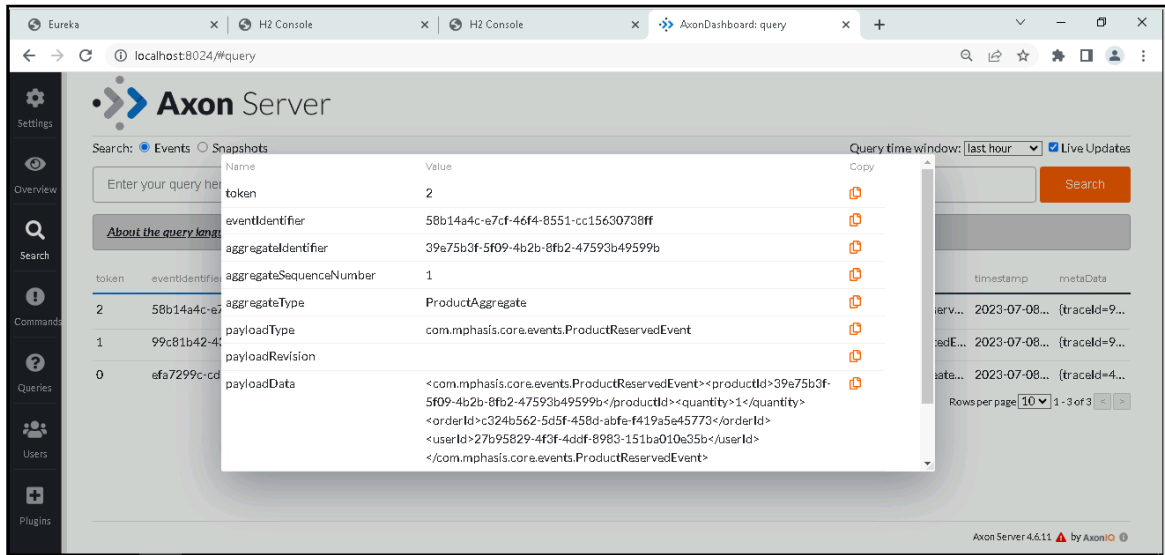 Eureka
H2 Console
H2 Console
AxonDashboard: query
localhost:8024/#query
Axon Server
Settings
Search: Events Snapshots
Query time window: last hour Live Updates
Overview
Enter your query her
Search
Search
About the query langu
Name Value Copy
token 2
eventIdentifier 58b14a4c-e7cf-46f4-8551-cc15630738ff
aggregateIdentifier 39e75b3f-5f09-4b2b-8fb2-47593b49599b
aggregateSequenceNumber 1
aggregateType ProductAggregate
payloadType com.mphasis.core.events.ProductReservedEvent
payloadRevision
payloadData <com.mphasis.core.events.ProductReservedEvent><productId>39e75b3f-
5f09-4b2b-8fb2-47593b49599b</productId><quantity>1</quantity>
<orderId>c324b562-5d5f-458d-abfe-f419a5e45773</orderId>
<userId>27b95829-4f3f-4ddf-8983-151ba010e35b</userId>
</com.mphasis.core.events.ProductReservedEvent>
token eventIdentifie timestamp metaData
2 58b14a4c-e7 erv... 2023-07-08... {traceId=9...
1 99c81b42-43 edE... 2023-07-08... {traceId=9...
0 efa7299c-cd eate... 2023-07-08... {traceId=4...
Rows per page 10 1 - 3 of 3 < >
Commands
Queries
Users
Plugins
Axon Server 4.6.11 by AxonIQ